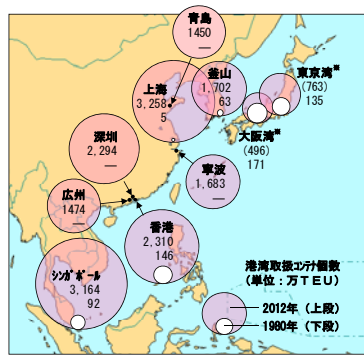 青島
1450
―
釜山
1,702
63
上海
3,258
5
東京湾※
(763)
135
大阪湾※
(496)
171
深圳
2,294
―
寧波
1,683
―
広州
1474
―
香港
2,310
146
シンガポール
3,164
92
港湾取扱コンテナ個数
(単位:万TEU)
2012年(上段)
1980年(下段)